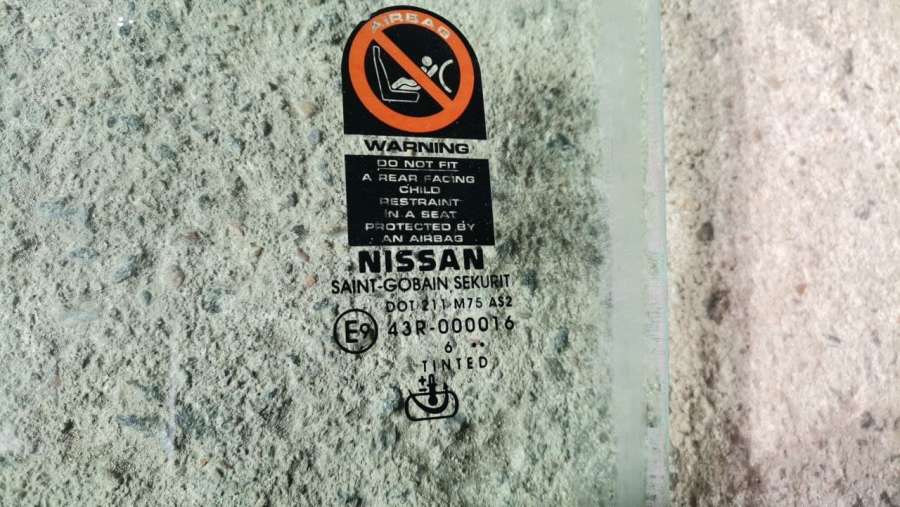 AIRBAG
WARNING
DO NOT FIT
A REAR FACING
CHILD
RESTRAINT
IN A SEAT
PROTECTED BY
AN AIRBAG
NISSAN
SAINT-GOBAIN SEKURIT
DOT 211 M75 AS2
E9 43R-000016
6 ••
TINTED